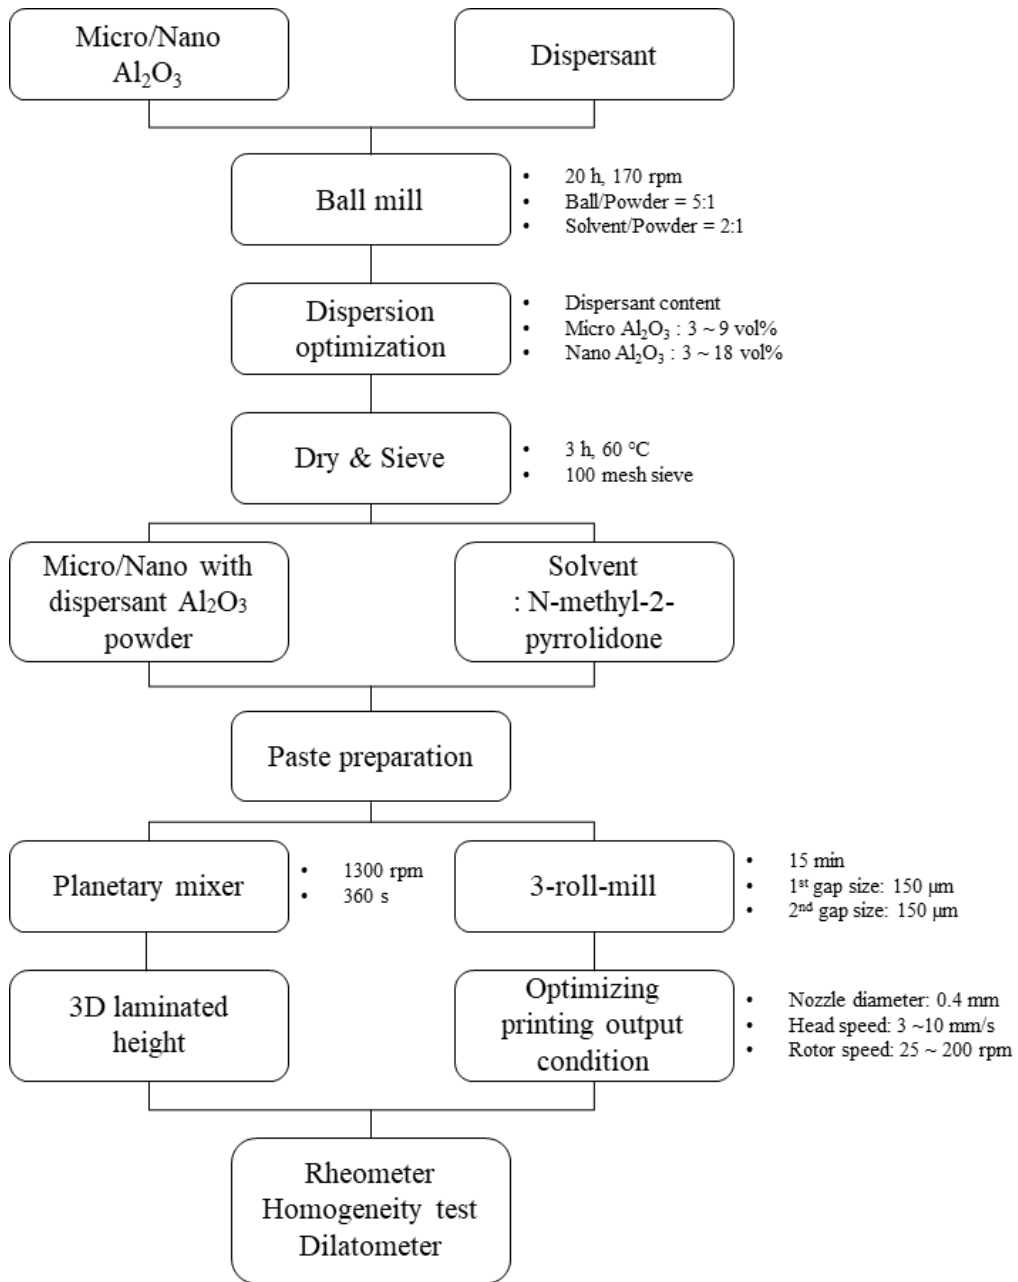 Micro/Nano
Al₂O₃
Dispersant
Ball mill
• 20 h, 170 rpm
• Ball/Powder = 5:1
• Solvent/Powder = 2:1
Dispersion
optimization
• Dispersant content
• Micro Al₂O₃ : 3 ~ 9 vol%
• Nano Al₂O₃ : 3 ~ 18 vol%
Dry & Sieve
• 3 h, 60 °C
• 100 mesh sieve
Micro/Nano with
dispersant Al₂O₃
powder
Solvent
: N-methyl-2-
pyrrolidone
Paste preparation
Planetary mixer
• 1300 rpm
• 360 s
3-roll-mill
• 15 min
• 1st gap size: 150 μm
• 2nd gap size: 150 μm
3D laminated
height
Optimizing
printing output
condition
• Nozzle diameter: 0.4 mm
• Head speed: 3 ~10 mm/s
• Rotor speed: 25 ~ 200 rpm
Rheometer
Homogeneity test
Dilatometer